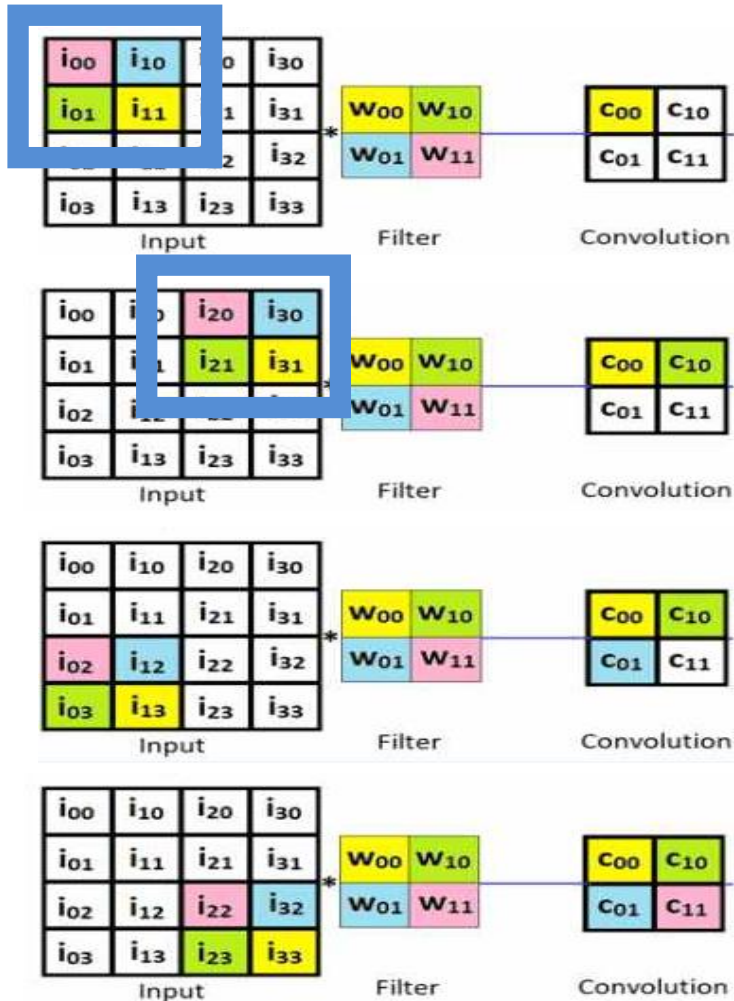 i00 i10 i30
i01 i11 i31 w00 w10 c00 c10
i32 * w01 w11 c01 c11
i03 i13 i23 i33
Input Filter Convolution
i00 i20 i30
i01 i21 i31 w00 w10 c00 c10
i02 i12 w01 w11 c01 c11
i03 i13 i23 i33
Input Filter Convolution
i00 i10 i20 i30
i01 i11 i21 i31 w00 w10 c00 c10
i02 i12 i22 i32 * w01 w11 c01 c11
i03 i13 i23 i33
Input Filter Convolution
i00 i10 i20 i30
i01 i11 i21 i31 w00 w10 c00 c10
i02 i12 i22 i32 * w01 w11 c01 c11
i03 i13 i23 i33
Input Filter Convolution